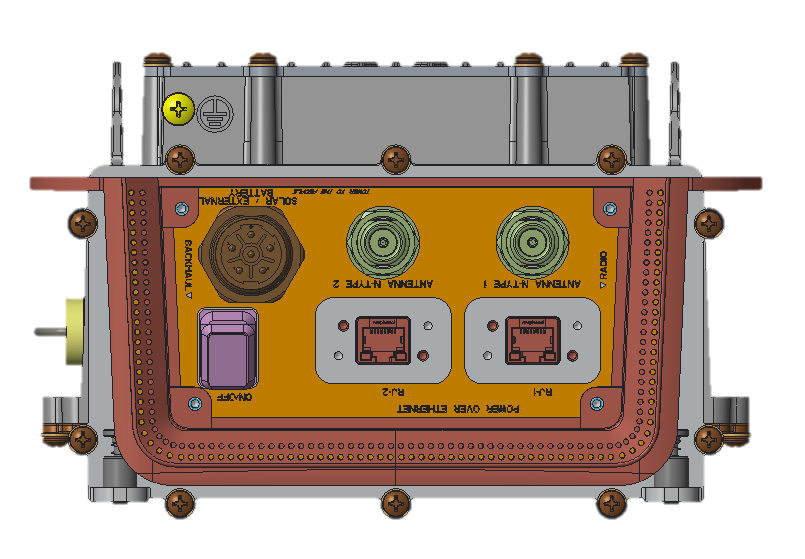 POWER OVER ETHERNET
RJ-1
RJ-2
ON/OFF
ANTENNA N-TYPE 1
ANTENNA N-TYPE 2
◁ RADIO
BACKHAUL ▷
SOLAR / EXTERNAL
BATTERY
POWER TO THE PEOPLE